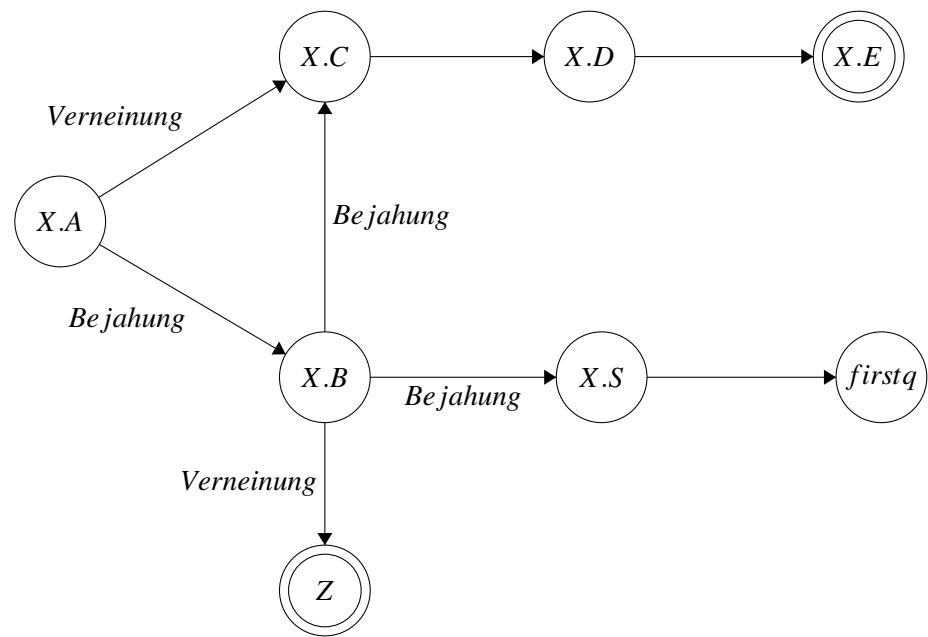 X.C
X.D
X.E
Verneinung
X.A
Bejahung
Bejahung
X.B
Bejahung
X.S
firstq
Verneinung
Z